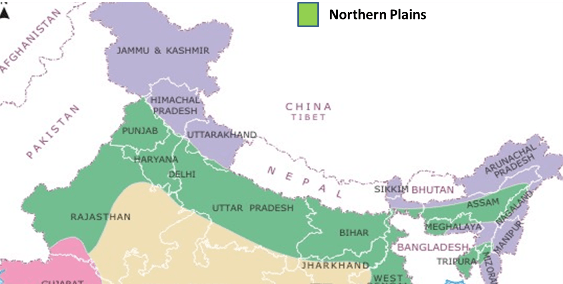 Northern Plains
AFGHANISTAN
JAMMU & KASHMIR
PAKISTAN
HIMACHAL
PRADESH
CHINA
TIBET
PUNJAB
UTTARAKHAND
HARYANA
DELHI
NEPAL
SIKKIM
BHUTAN
ARUNACHAL
PRADESH
RAJASTHAN
UTTAR PRADESH
ASSAM
NAGALAND
BIHAR
MEGHALAYA
MANIPUR
BANGLADESH
JHARKHAND
TRIPURA
WEST